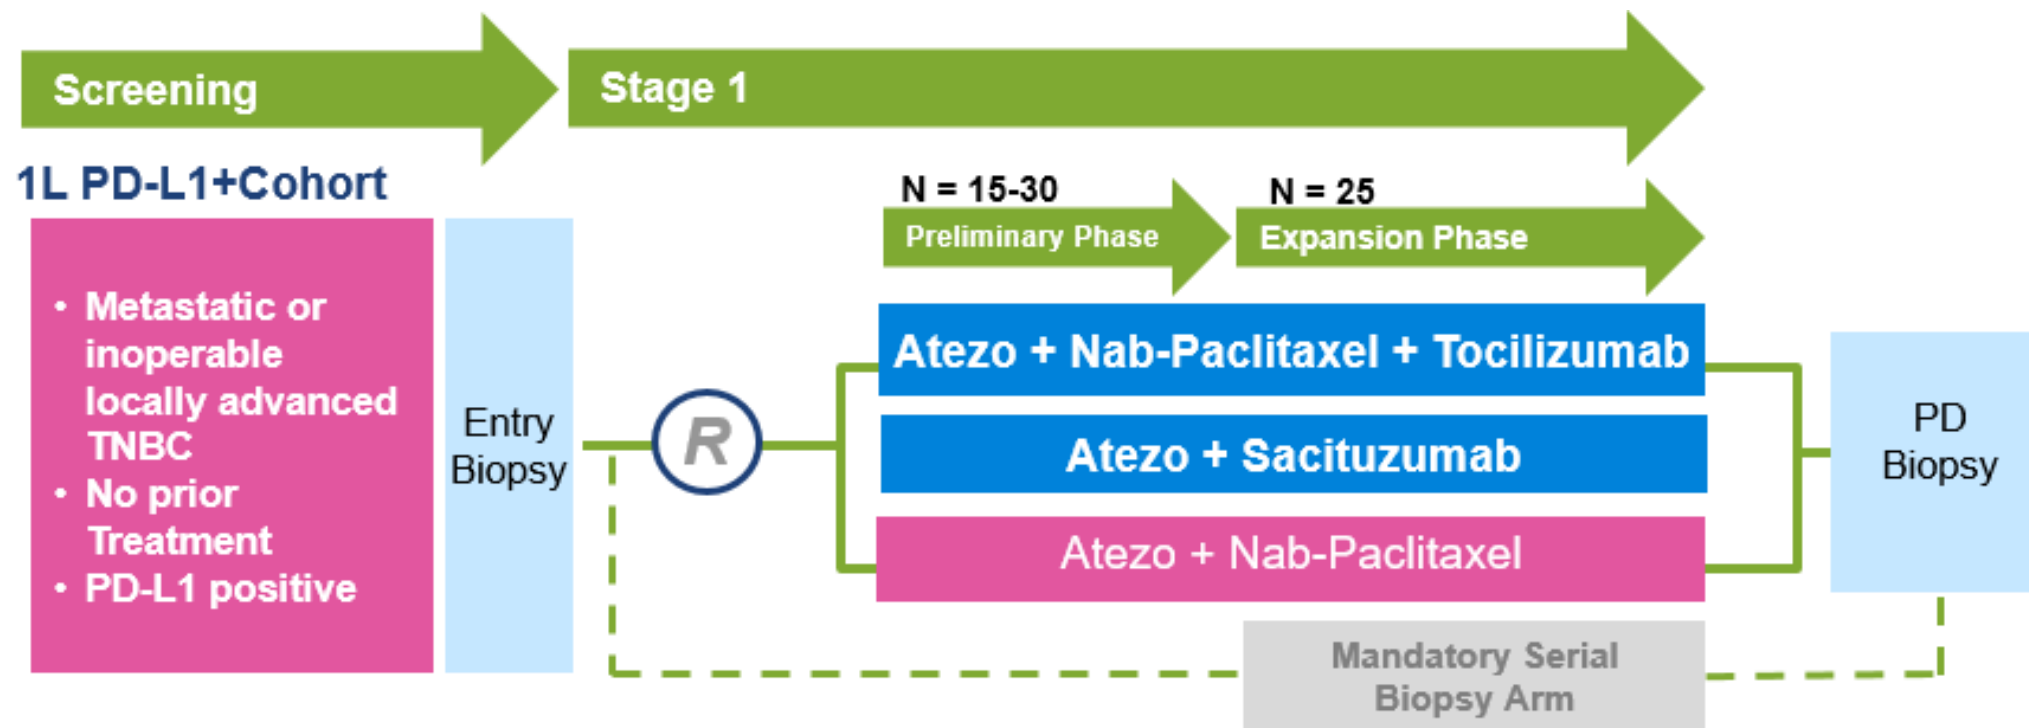 Screening
Stage 1
1L PD-L1+Cohort
N = 15-30
N = 25
Preliminary Phase
Expansion Phase
• Metastatic or
inoperable
locally advanced
TNBC
• No prior
Treatment
• PD-L1 positive
Entry
Biopsy
R
Atezo + Nab-Paclitaxel + Tocilizumab
Atezo + Sacituzumab
Atezo + Nab-Paclitaxel
PD
Biopsy
Mandatory Serial
Biopsy Arm